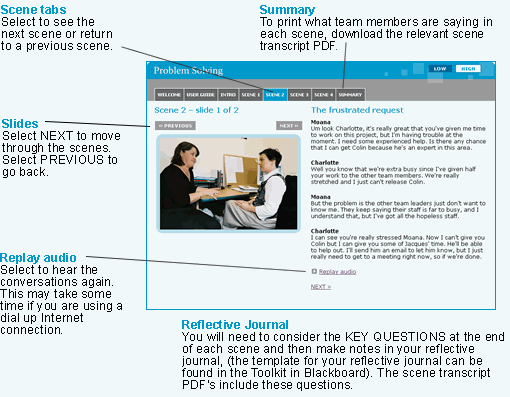 Scene tabs
Select to see the
next scene or return
to a previous scene.
Summary
To print what team members are saying in
each scene, download the relevant scene
transcript PDF.
Problem Solving
LOW
HIGH
WELCOME
USER GUIDE
INTRO
SCENE 1
SCENE 2
SCENE 3
SCENE 4
SUMMARY
Slides
Select NEXT to move
through the scenes.
Select PREVIOUS to
go back.
Scene 2 – slide 1 of 2
« PREVIOUS
NEXT »
The frustrated request
Moana
Um look Charlotte, it's really great that you've given me time
to work on this project, but I'm having trouble at the
moment. I need some experienced help. Is there any chance
that I can get Colin because he's an expert in this area.
Charlotte
Well you know that we're extra busy since I've given half
your work to the other team members. We're really
stretched and I just can't release Colin.
Moana
But the problem is the other team leaders just don't want to
know me. They keep saying their staff is far to busy, and I
understand that, but I've got all the hopeless staff.
Charlotte
I can see you're really stressed Moana. Now I can't give you
Colin but I can give you some of Jacques' time. He'll be able
to help out. I'll send him an email to let him know, but I just
really need to get to a meeting right now, so if we're done.
Replay audio
NEXT »
Replay audio
Select to hear the
conversations again.
This may take some
time if you are using a
dial up Internet
connection.
Reflective Journal
You will need to consider the KEY QUESTIONS at the end
of each scene and then make notes in your reflective
journal, (the template for your reflective journal can be
found in the Toolkit in Blackboard). The scene transcript
PDF's include these questions.